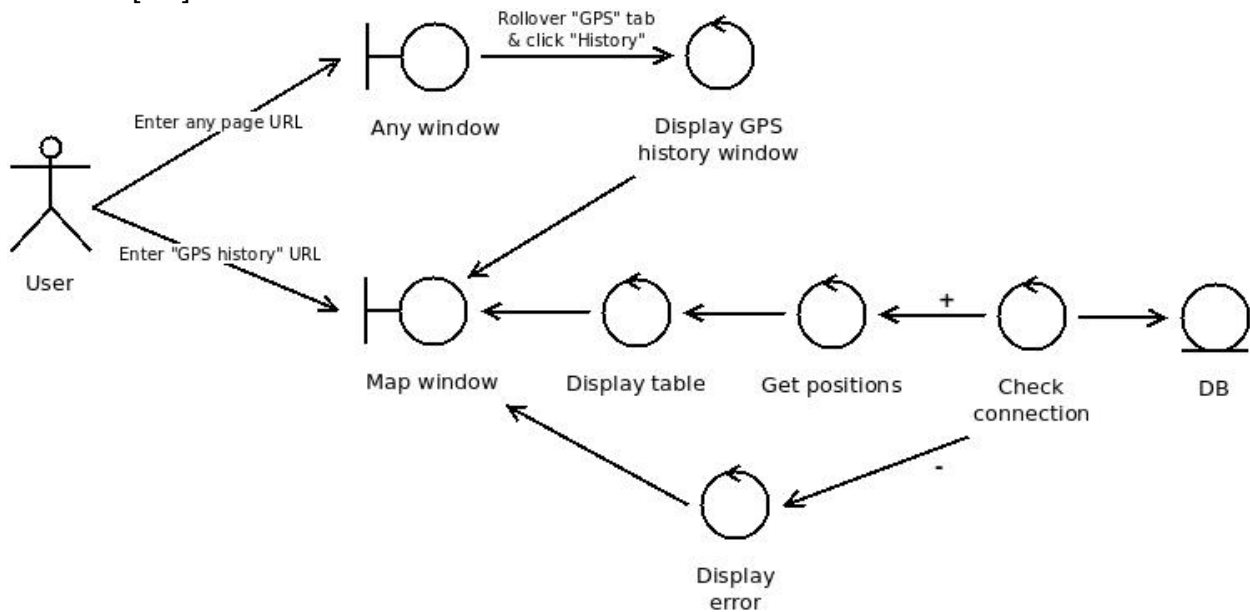 Rollover "GPS" tab
& click "History"
Enter any page URL
Any window
Display GPS
history window
Enter "GPS history" URL
User
+
Map window
Display table
Get positions
Check
connection
DB
-
Display
error